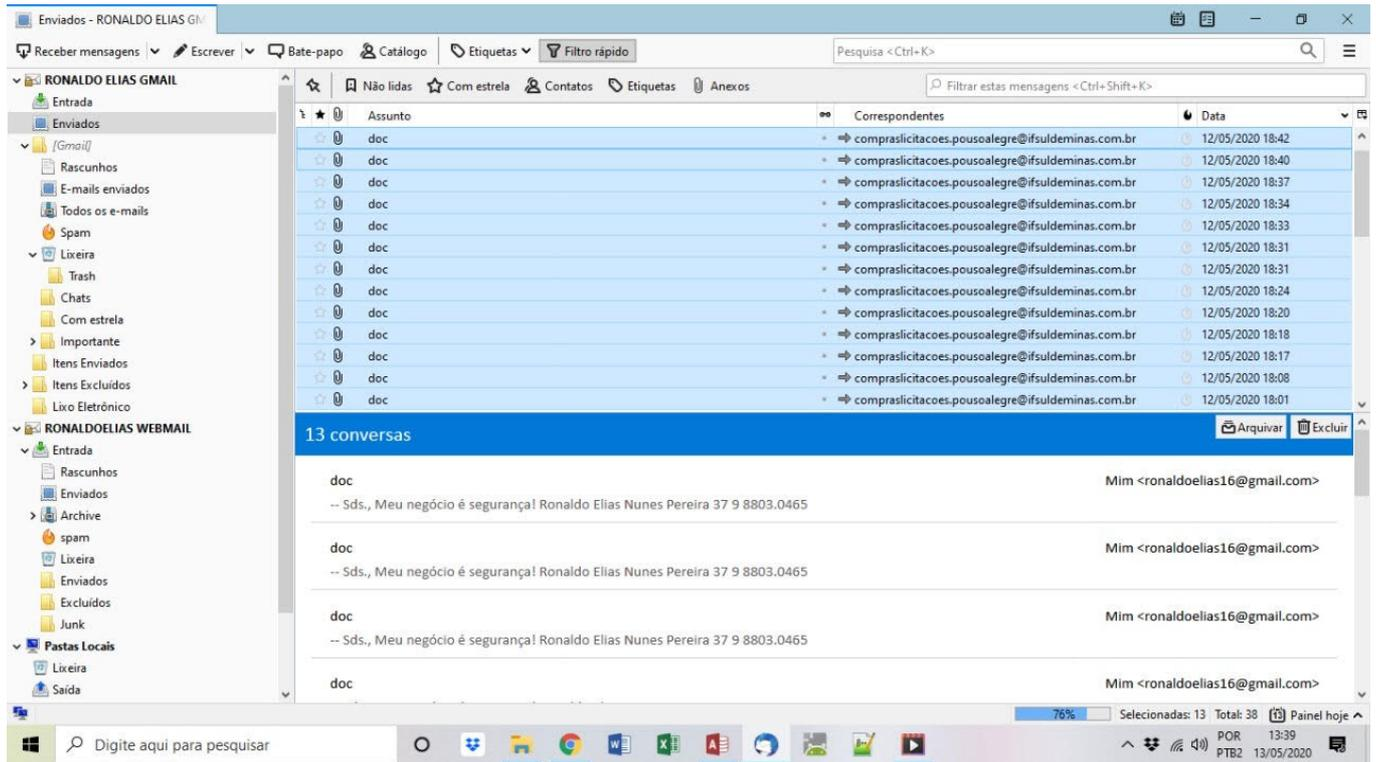 Enviados - RONALDO ELIAS GM
Receber mensagens Escrever Bate-papo Catálogo Etiquetas Filtro rápido Pesquisa <Ctrl+K>
RONALDO ELIAS GMAIL
Entrada
Enviados
[Gmail]
Rascunhos
E-mails enviados
Todos os e-mails
Spam
Lixeira
Trash
Chats
Com estrela
Importante
Itens Enviados
Itens Excluídos
Lixo Eletrônico
RONALDOELIAS WEBMAIL
Entrada
Rascunhos
Enviados
Archive
spam
Lixeira
Enviados
Excluídos
Junk
Pastas Locais
Lixeira
Saída
Não lidas Com estrela Contatos Etiquetas Anexos Filtrar estas mensagens <Ctrl+Shift+K>
Assunto Correspondentes Data
doc compraslicitacoes.pousoalegre@ifsuldeminas.com.br 12/05/2020 18:42
doc compraslicitacoes.pousoalegre@ifsuldeminas.com.br 12/05/2020 18:40
doc compraslicitacoes.pousoalegre@ifsuldeminas.com.br 12/05/2020 18:37
doc compraslicitacoes.pousoalegre@ifsuldeminas.com.br 12/05/2020 18:34
doc compraslicitacoes.pousoalegre@ifsuldeminas.com.br 12/05/2020 18:33
doc compraslicitacoes.pousoalegre@ifsuldeminas.com.br 12/05/2020 18:31
doc compraslicitacoes.pousoalegre@ifsuldeminas.com.br 12/05/2020 18:31
doc compraslicitacoes.pousoalegre@ifsuldeminas.com.br 12/05/2020 18:24
doc compraslicitacoes.pousoalegre@ifsuldeminas.com.br 12/05/2020 18:20
doc compraslicitacoes.pousoalegre@ifsuldeminas.com.br 12/05/2020 18:18
doc compraslicitacoes.pousoalegre@ifsuldeminas.com.br 12/05/2020 18:17
doc compraslicitacoes.pousoalegre@ifsuldeminas.com.br 12/05/2020 18:08
doc compraslicitacoes.pousoalegre@ifsuldeminas.com.br 12/05/2020 18:01
13 conversas Arquivar Excluir
doc Mim <ronaldoelias16@gmail.com>
-- Sds., Meu negócio é segurança! Ronaldo Elias Nunes Pereira 37 9 8803.0465
doc Mim <ronaldoelias16@gmail.com>
-- Sds., Meu negócio é segurança! Ronaldo Elias Nunes Pereira 37 9 8803.0465
doc Mim <ronaldoelias16@gmail.com>
-- Sds., Meu negócio é segurança! Ronaldo Elias Nunes Pereira 37 9 8803.0465
doc Mim <ronaldoelias16@gmail.com>
76% Selecionadas: 13 Total: 38 13 Painel hoje
Digite aqui para pesquisar
POR 13:39
PTB2 13/05/2020